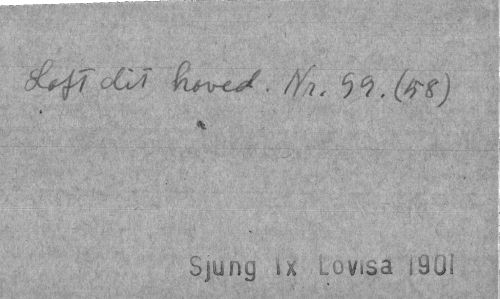 Løft dit hoved. Nr. 99. (58)
Sjung Ix Lovisa 1901